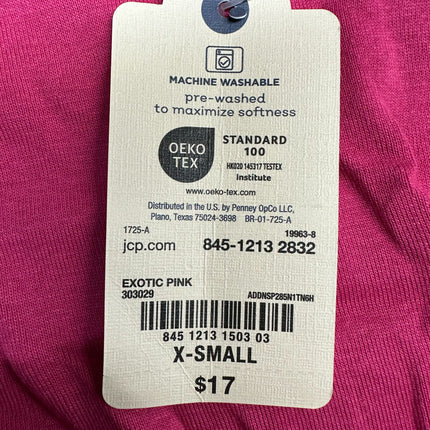 MACHINE WASHABLE
pre-washed
to maximize softness
OEKO
TEX®
STANDARD
100
HK020 145317 TESTEX
Institute
www.oeko-tex.com
Distributed in the U.S. by Penney OpCo LLC,
Plano, Texas 75024-3698 BR-01-725-A
1725-A 19963-8
jcp.com 845-1213 2832
EXOTIC PINK
303029 ADDNSP285N1TN6H
845 1213 1503 03
X-SMALL
$17